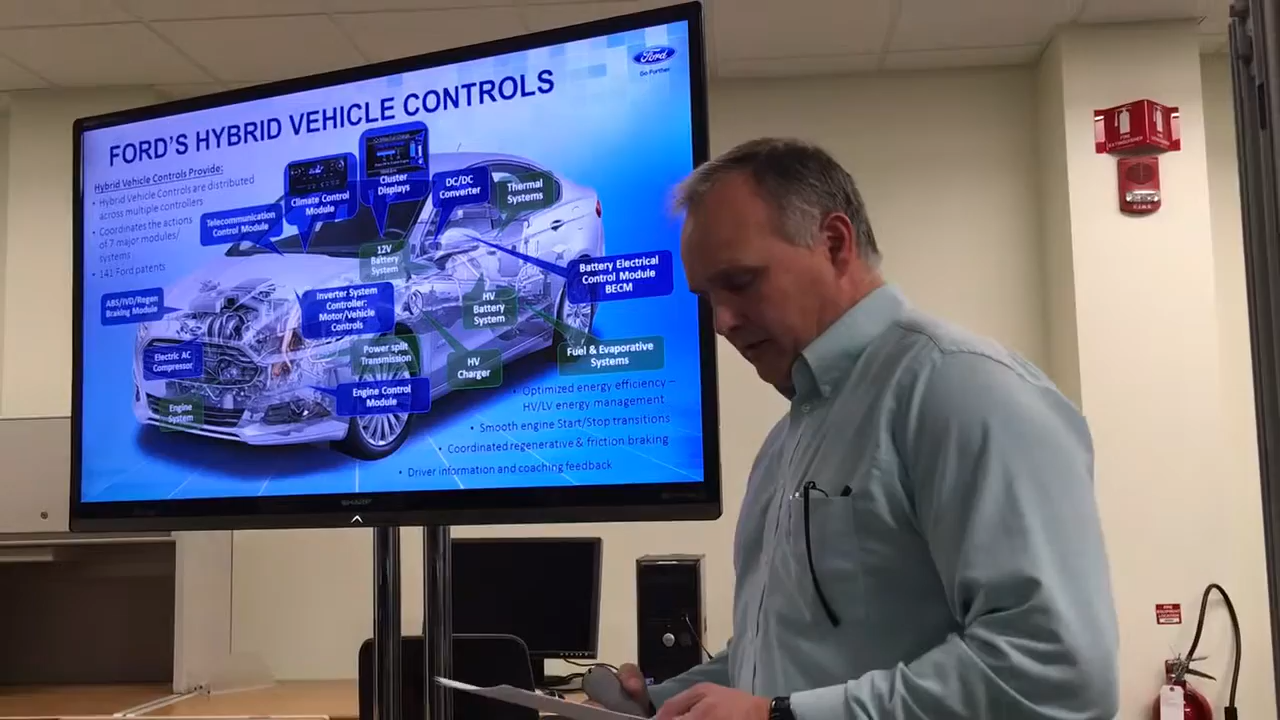 Ford
Go Further
FORD'S HYBRID VEHICLE CONTROLS
Hybrid Vehicle Controls Provide:
• Hybrid Vehicle Controls are distributed
across multiple controllers
• Coordinates the actions
of 7 major modules/
systems
• 141 Ford patents
Telecommunication
Control Module
Climate Control
Module
Cluster
Displays
DC/DC
Converter
Thermal
Systems
12V
Battery
System
Battery Electrical
Control Module
BECM
ABS/IVD/Regen
Braking Module
Inverter System
Controller:
Motor/Vehicle
Controls
HV
Battery
System
Electric AC
Compressor
Power split
Transmission
HV
Charger
Fuel & Evaporative
Systems
Engine Control
Module
Engine
System
• Optimized energy efficiency –
HV/LV energy management
• Smooth engine Start/Stop transitions
• Coordinated regenerative & friction braking
• Driver information and coaching feedback
SHARP
FIRE
EXTINGUISHER
FIRE